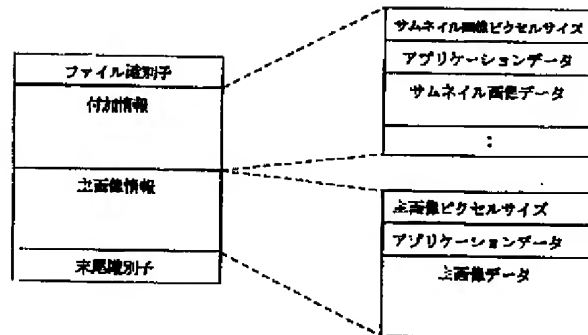 ファイル識別子
付加情報
主画像情報
末尾識別子
サムネイル画像ピクセルサイズ
アプリケーションデータ
サムネイル画像データ
:
主画像ピクセルサイズ
アプリケーションデータ
主画像データ